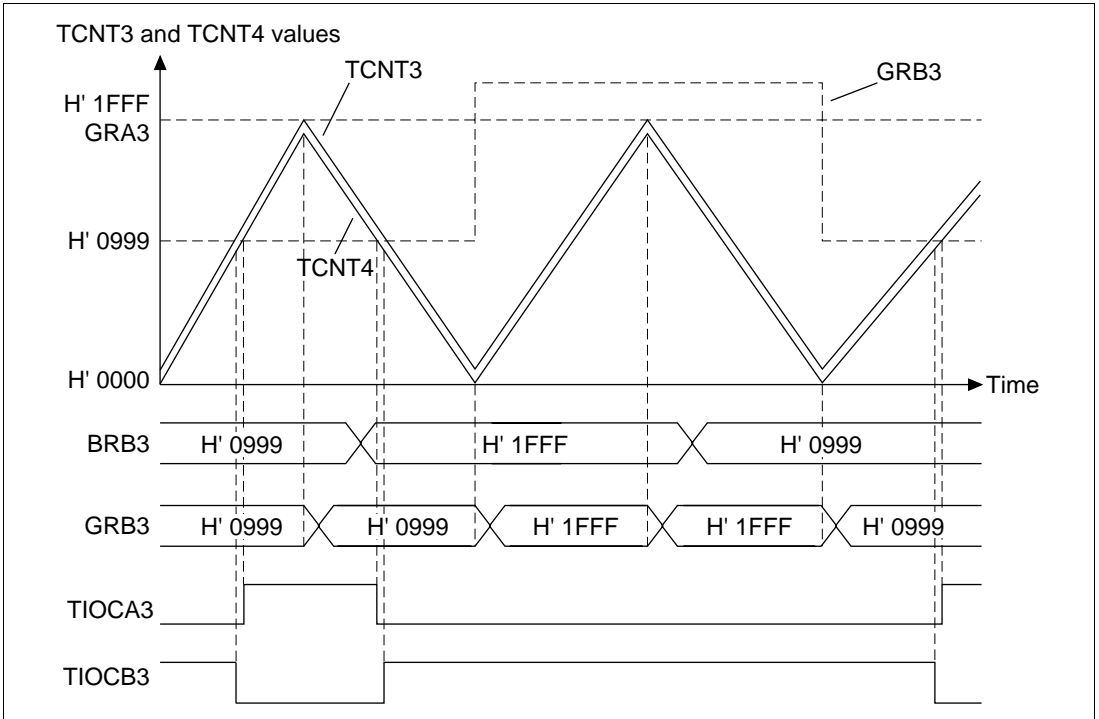 TCNT3 and TCNT4 values
TCNT3
GRB3
H' 1FFF
GRA3
H' 0999
TCNT4
H' 0000
Time
BRB3
H' 0999
H' 1FFF
H' 0999
GRB3
H' 0999
H' 0999
H' 1FFF
H' 1FFF
H' 0999
TIOCA3
TIOCB3